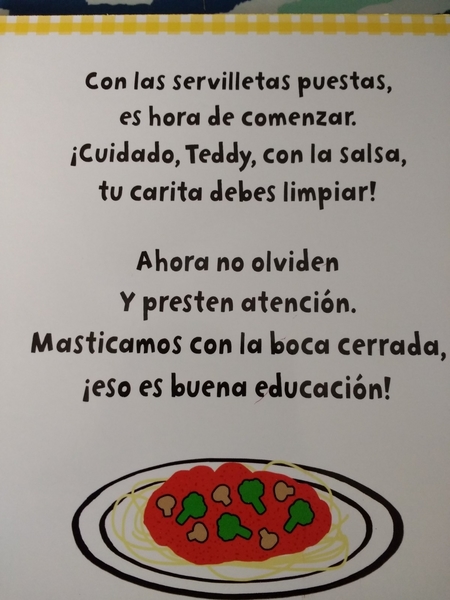 Con las servilletas puestas,
es hora de comenzar.
¡Cuidado, Teddy, con la salsa,
tu carita debes limpiar!
Ahora no olviden
Y presten atención.
Masticamos con la boca cerrada,
¡eso es buena educación!